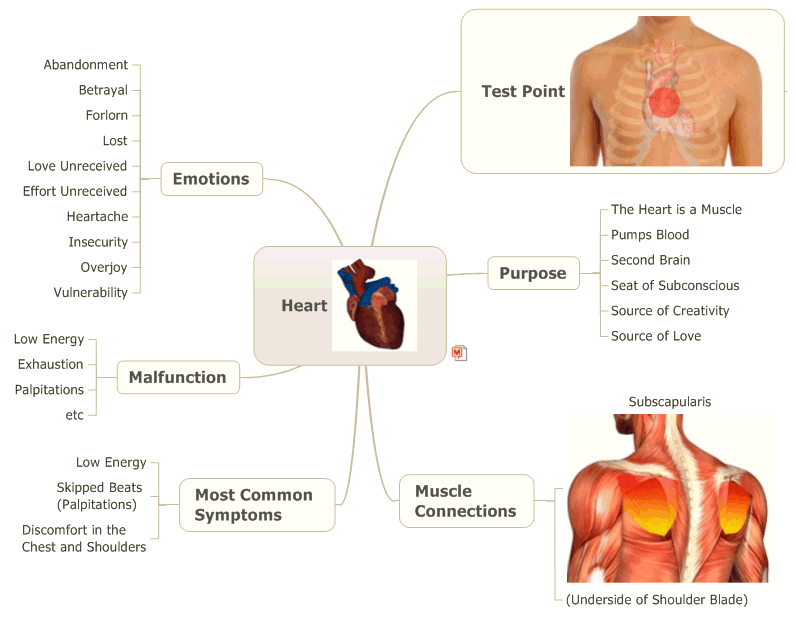 Test Point
Abandonment
Betrayal
Forlorn
Lost
Love Unreceived
Effort Unreceived
Heartache
Insecurity
Overjoy
Vulnerability
Emotions
The Heart is a Muscle
Pumps Blood
Second Brain
Seat of Subconscious
Source of Creativity
Source of Love
Purpose
Heart
M
Low Energy
Exhaustion
Palpitations
etc
Malfunction
Low Energy
Skipped Beats
(Palpitations)
Discomfort in the
Chest and Shoulders
Most Common
Symptoms
Muscle
Connections
Subscapularis
(Underside of Shoulder Blade)